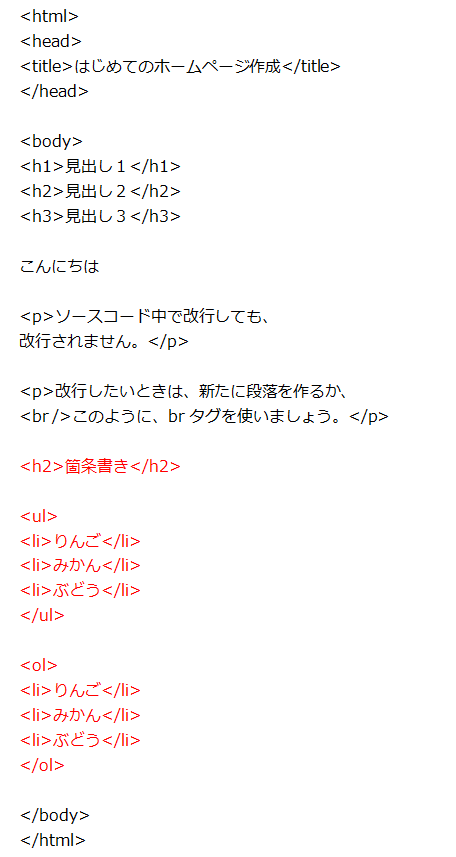 <html>
<head>
<title>はじめてのホームページ作成</title>
</head>
<body>
<h1>見出し１</h1>
<h2>見出し２</h2>
<h3>見出し３</h3>
こんにちは
<p>ソースコード中で改行しても、
改行されません。</p>
<p>改行したいときは、新たに段落を作るか、
<br />このように、br タグを使いましょう。</p>
<h2>箇条書き</h2>
<ul>
<li>りんご</li>
<li>みかん</li>
<li>ぶどう</li>
</ul>
<ol>
<li>りんご</li>
<li>みかん</li>
<li>ぶどう</li>
</ol>
</body>
</html>